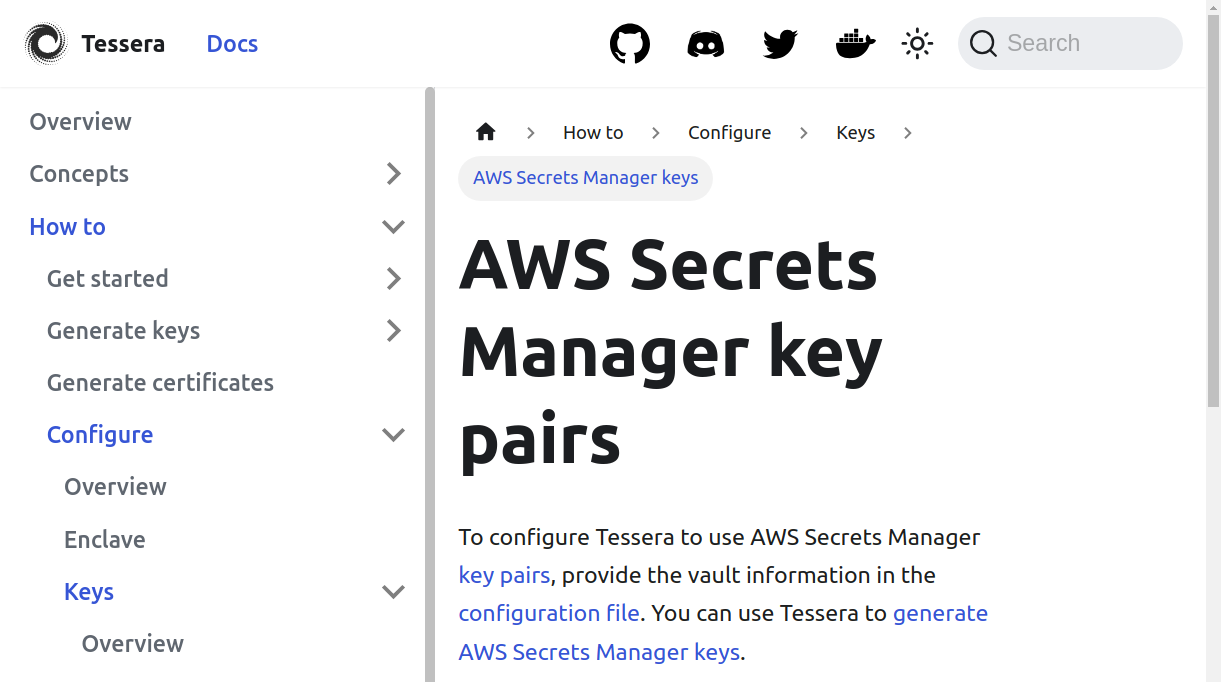 Tessera Docs Search
Overview
Concepts
How to
Get started
Generate keys
Generate certificates
Configure
Overview
Enclave
Keys
Overview
How to Configure Keys
AWS Secrets Manager keys
AWS Secrets
Manager key
pairs
To configure Tessera to use AWS Secrets Manager
key pairs, provide the vault information in the
configuration file. You can use Tessera to generate
AWS Secrets Manager keys.